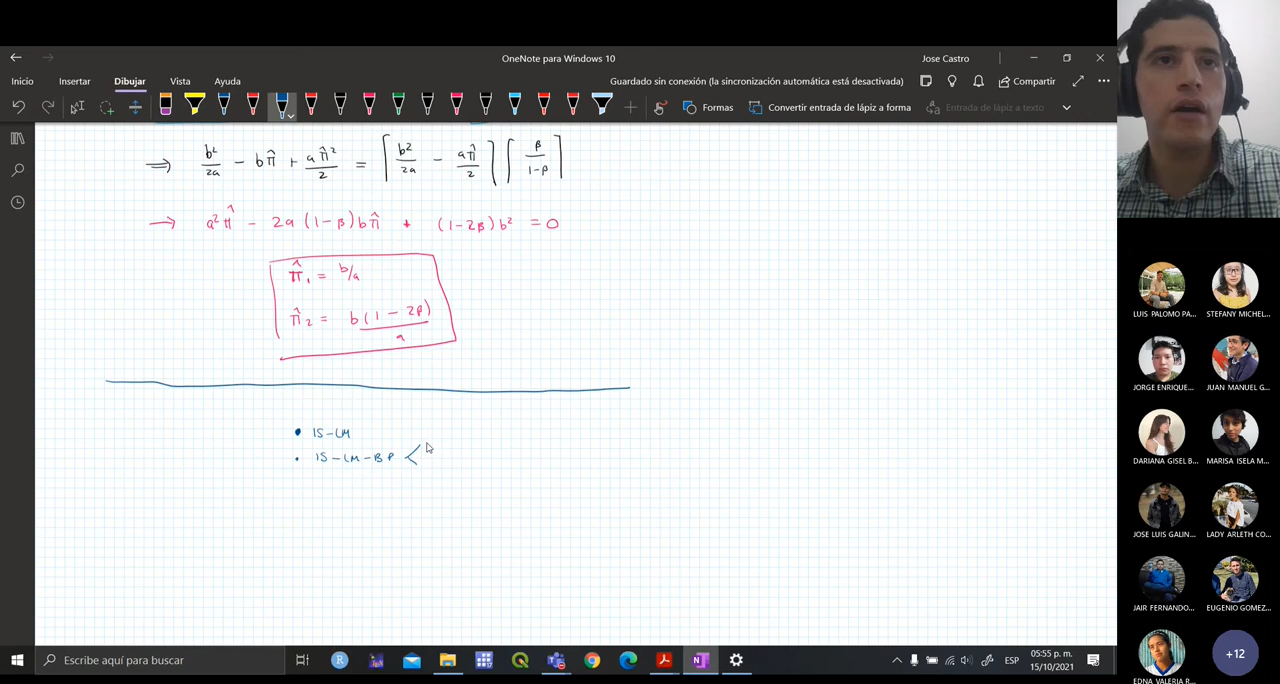 OneNote para Windows 10
Jose Castro
Inicio Insertar Dibujar Vista Ayuda
Guardado sin conexión (la sincronización automática está desactivada)
Compartir
Formas
Convertir entrada de lápiz a forma
Entrada de lápiz a texto
⟹ b²/2a − bπ̂ + aπ̂²/2 = [b²/2a − aπ̂/2] [β/1−β]
→ a²π̂ − 2a(1−β)bπ̂ + (1−2β)b² = 0
π̂₁ = b/a
π̂₂ = b(1−2β)/a
• IS-LM
• IS-LM-BP <
LUIS PALOMO PA...
STEFANY MICHEL...
JORGE ENRIQUE...
JUAN MANUEL G...
DARIANA GISEL B...
MARISA ISELA M...
JOSE LUIS GALIN...
LADY ARLETH CO...
JAIR FERNANDO...
EUGENIO GOMEZ...
EDNA VALERIA R...
+12
Escribe aquí para buscar
ESP
05:55 p. m.
15/10/2021